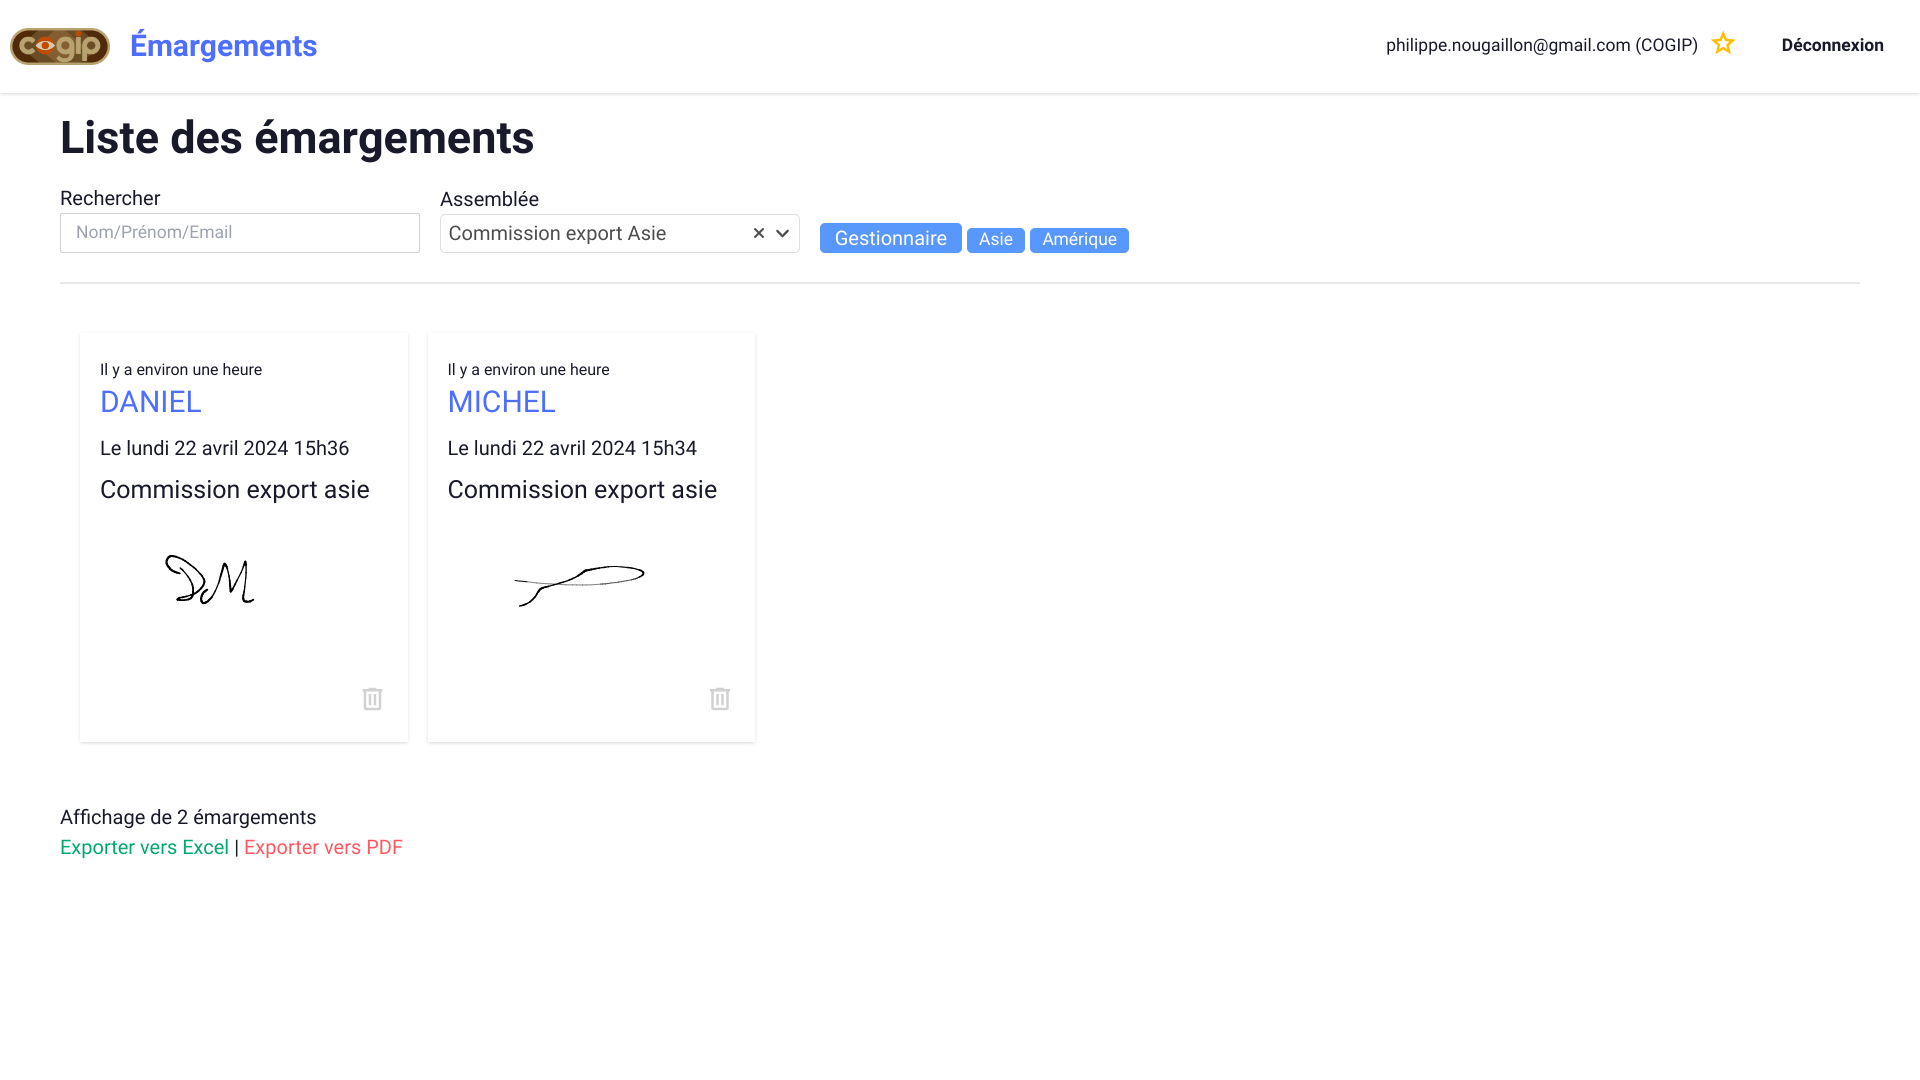 cogip
Émargements
philippe.nougaillon@gmail.com (COGIP)
Déconnexion
Liste des émargements
Rechercher
Nom/Prénom/Email
Assemblée
Commission export Asie
Gestionnaire
Asie
Amérique
Il y a environ une heure
DANIEL
Le lundi 22 avril 2024 15h36
Commission export asie
DM
Il y a environ une heure
MICHEL
Le lundi 22 avril 2024 15h34
Commission export asie
Affichage de 2 émargements
Exporter vers Excel | Exporter vers PDF